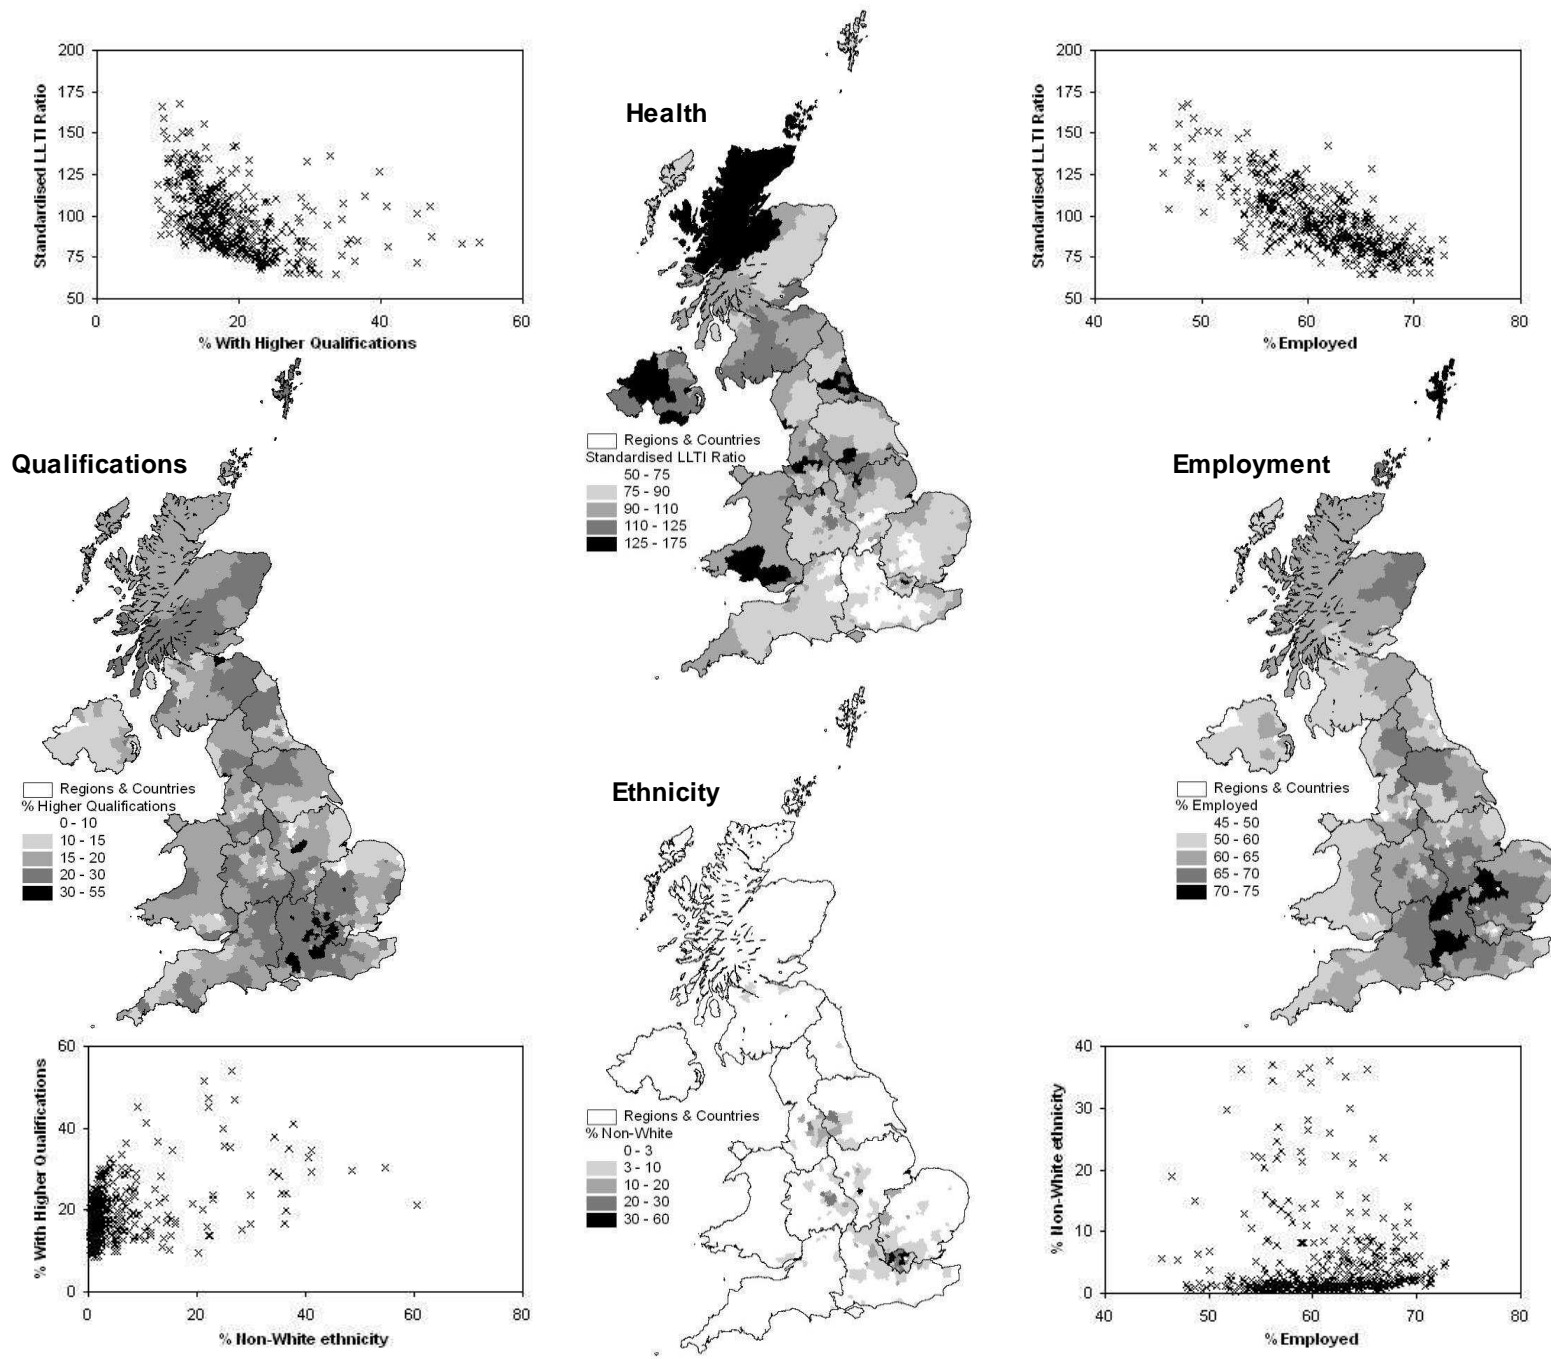 200
175
150
125
100
75
50
Standardised LLTI Ratio
0 20 40 60
% With Higher Qualifications
Health
Regions & Countries
Standardised LLTI Ratio
50 - 75
75 - 90
90 - 110
110 - 125
125 - 175
200
175
150
125
100
75
50
Standardised LLTI Ratio
40 50 60 70 80
% Employed
Qualifications
Regions & Countries
% Higher Qualifications
0 - 10
10 - 15
15 - 20
20 - 30
30 - 55
Employment
Regions & Countries
% Employed
45 - 50
50 - 60
60 - 65
65 - 70
70 - 75
Ethnicity
Regions & Countries
% Non-White
0 - 3
3 - 10
10 - 20
20 - 30
30 - 60
60
40
20
0
% With Higher Qualifications
0 20 40 60 80
% Non-White ethnicity
40
30
20
10
0
% Non-White ethnicity
40 50 60 70 80
% Employed